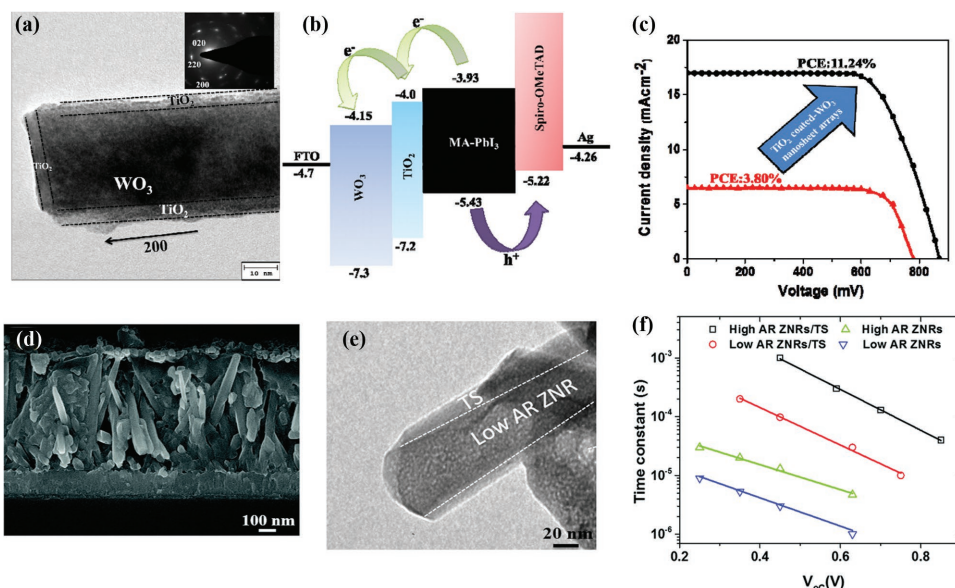 (a)
020
220
200
TiO₂
TiO₂
WO₃
TiO₂
200
10 nm
(b)
e⁻
e⁻
-3.93
-4.0
-4.15
Spiro-OMeTAD
TiO₂
MA-PbI₃
FTO
-4.7
WO₃
Ag
-4.26
-5.22
-5.43
-7.2
-7.3
h⁺
(c)
Current density (mAcm⁻²)
20
15
10
5
0
PCE:11.24%
TiO₂ coated-WO₃
nanosheet arrays
PCE:3.80%
0 200 400 600 800
Voltage (mV)
(d)
100 nm
(e)
TS
Low AR ZNR
20 nm
(f)
High AR ZNRs/TS High AR ZNRs
Low AR ZNRs/TS Low AR ZNRs
Time constant (s)
10⁻³
10⁻⁴
10⁻⁵
10⁻⁶
0.2 0.4 0.6 0.8
V_oc(V)